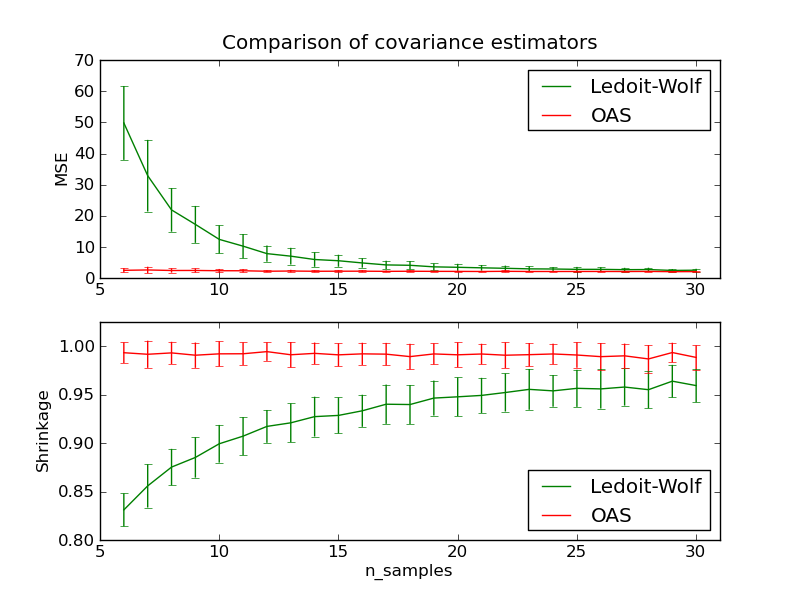 Comparison of covariance estimators
70
60
50
40
30
20
10
0
MSE
Ledoit-Wolf
OAS
5 10 15 20 25 30
1.00
0.95
0.90
0.85
0.80
Shrinkage
Ledoit-Wolf
OAS
5 10 15 20 25 30
n_samples